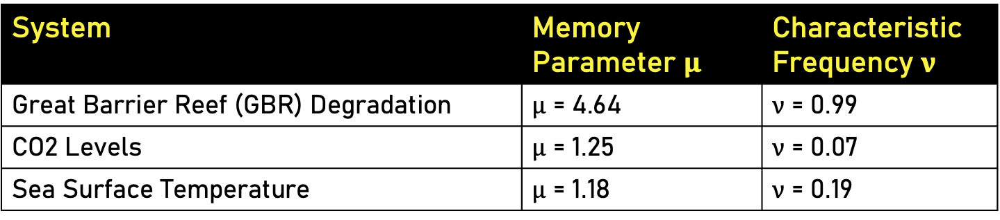 System
Memory
Parameter μ
Characteristic
Frequency ν
Great Barrier Reef (GBR) Degradation
μ = 4.64
ν = 0.99
CO2 Levels
μ = 1.25
ν = 0.07
Sea Surface Temperature
μ = 1.18
ν = 0.19